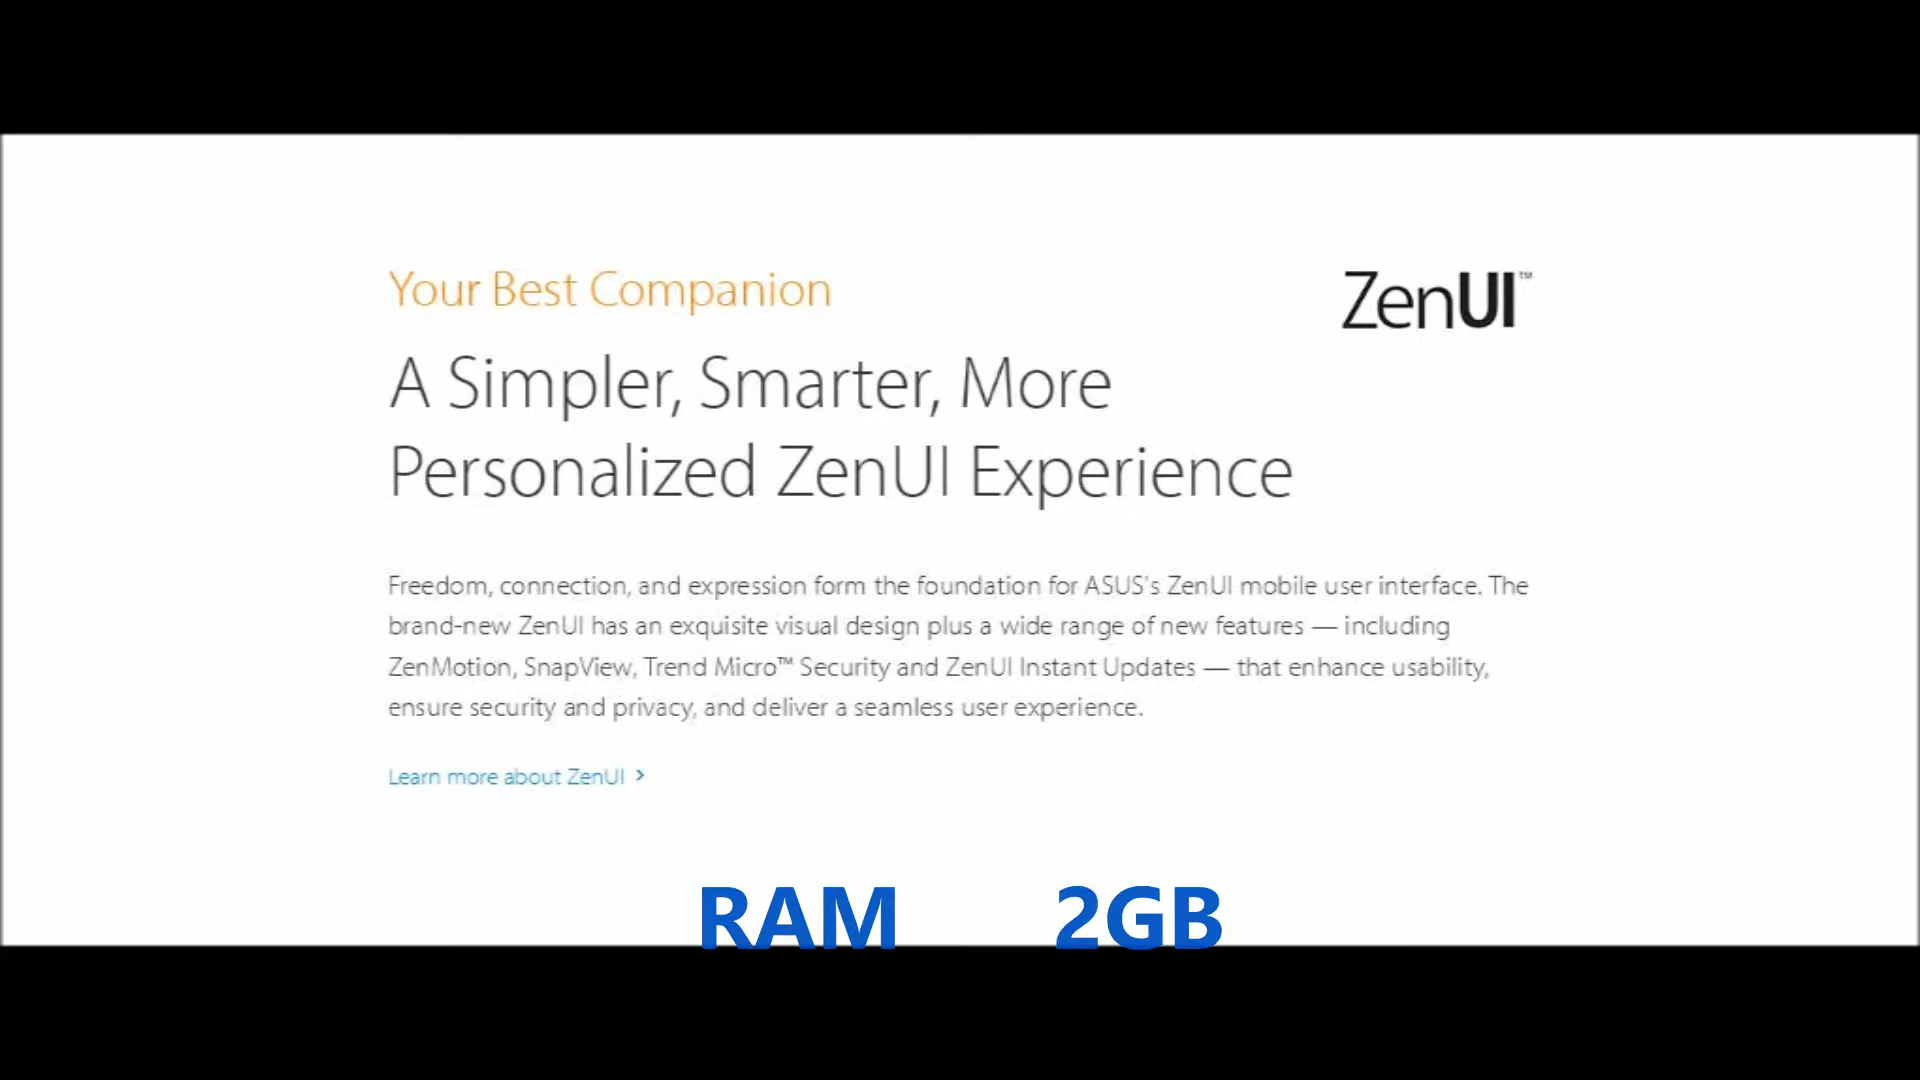 Your Best Companion
ZenUI™
A Simpler, Smarter, More
Personalized ZenUI Experience
Freedom, connection, and expression form the foundation for ASUS's ZenUI mobile user interface. The
brand-new ZenUI has an exquisite visual design plus a wide range of new features — including
ZenMotion, SnapView, Trend Micro™ Security and ZenUI Instant Updates — that enhance usability,
ensure security and privacy, and deliver a seamless user experience.
Learn more about ZenUI >
RAM 2GB